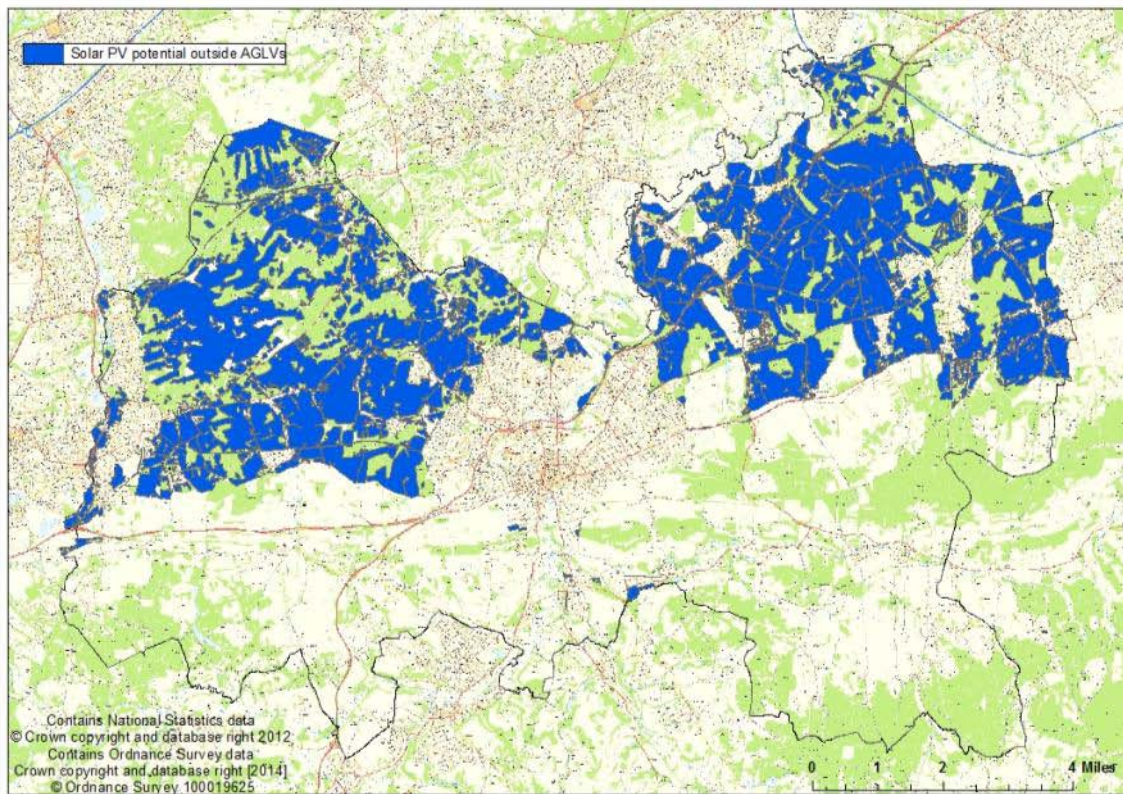 Solar PV potential outside AGLVs
Contains National Statistics data
© Crown copyright and database right 2012
Contains Ordnance Survey data
Crown copyright and database right [2014]
© Ordnance Survey 100019625
0 1 2 4 Miles